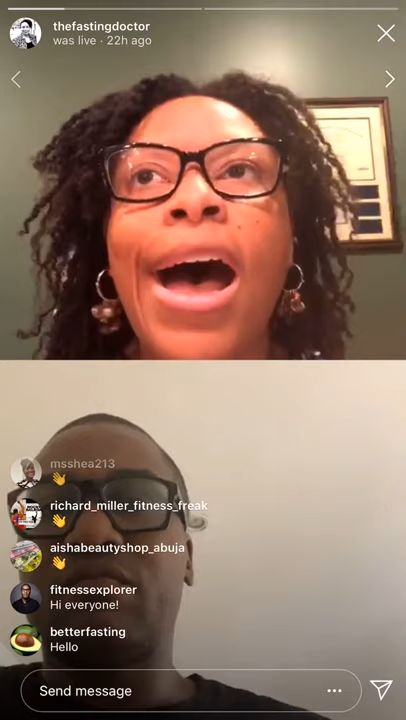 thefastingdoctor
was live · 22h ago
msshea213
👋
richard_miller_fitness_freak
👋
aishabeautyshop_abuja
👋
fitnessexplorer
Hi everyone!
betterfasting
Hello
Send message